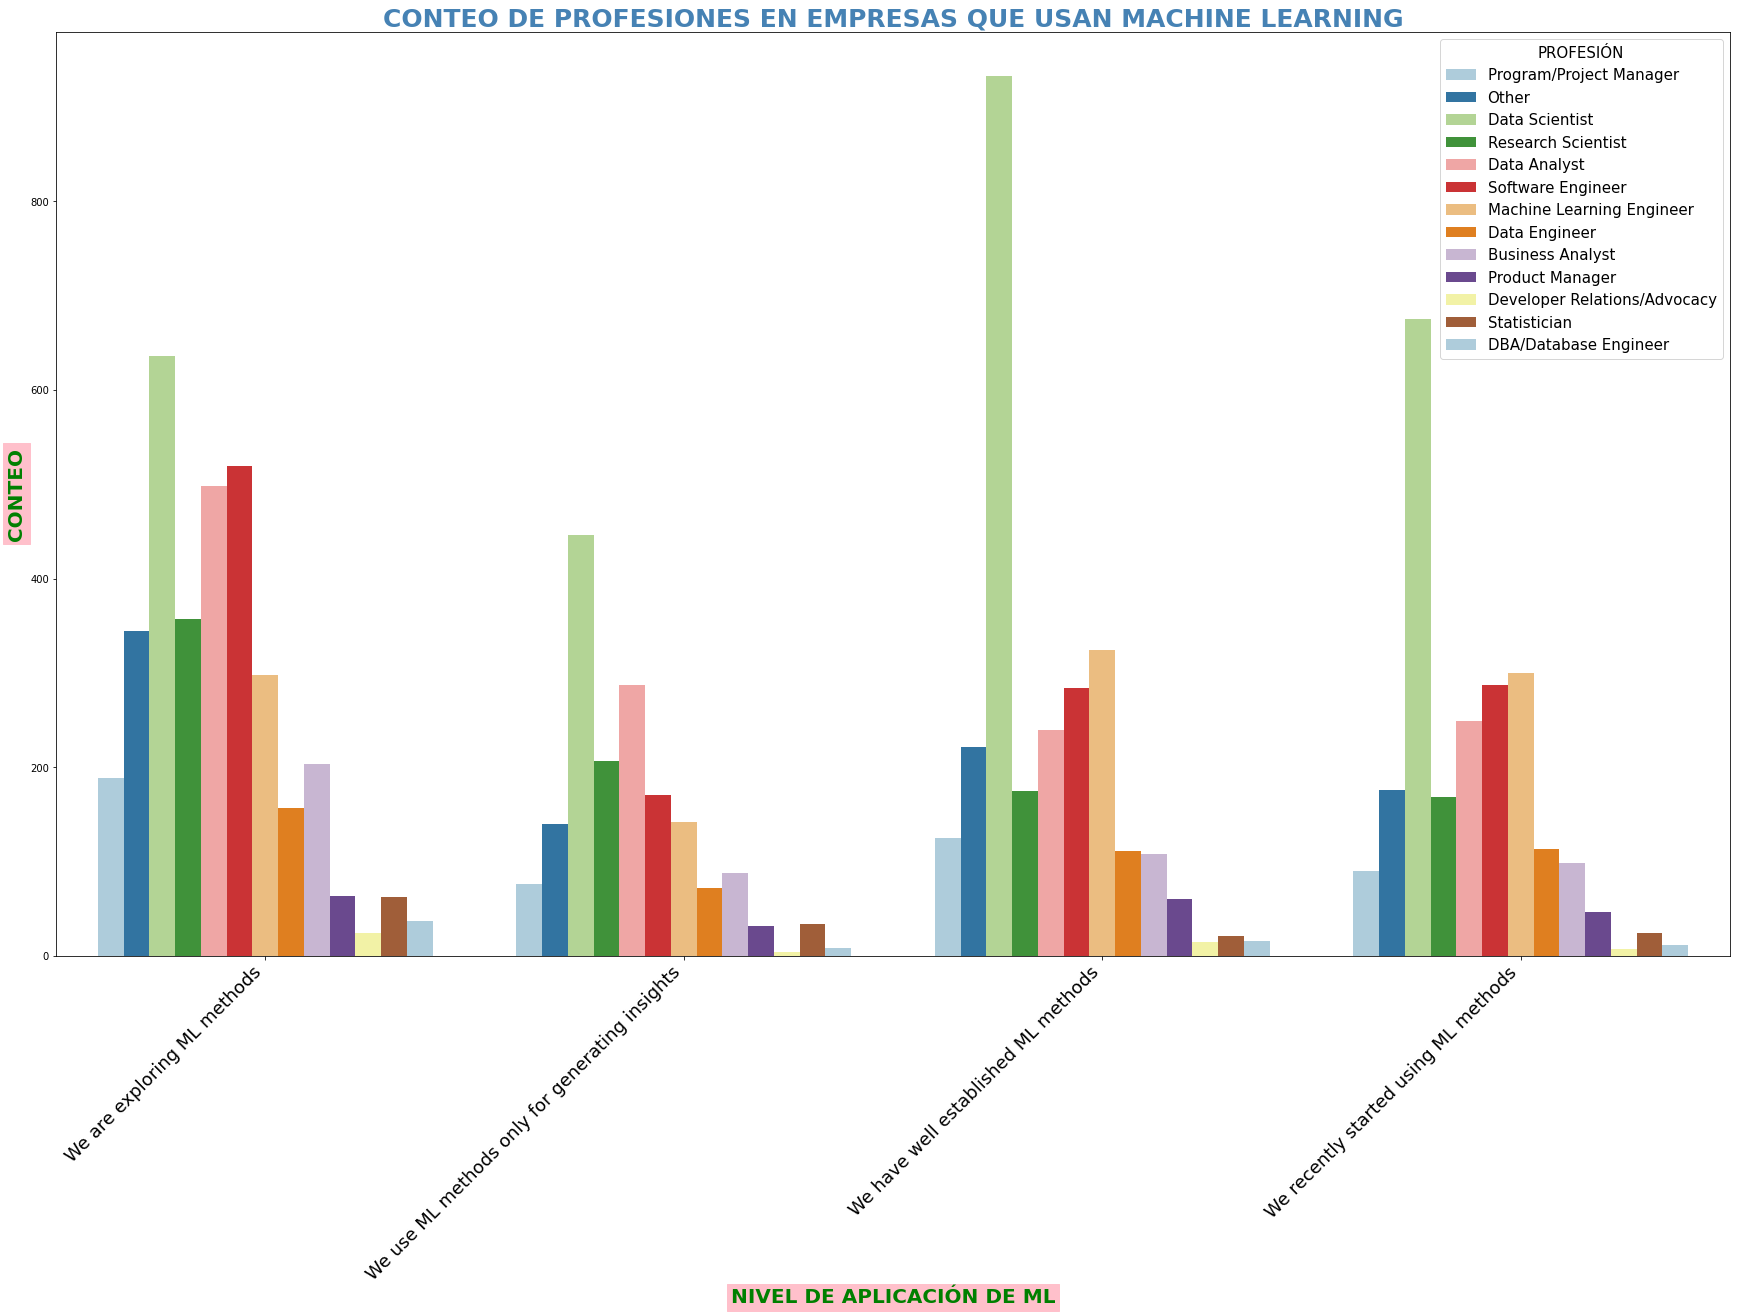 CONTEO DE PROFESIONES EN EMPRESAS QUE USAN MACHINE LEARNING
PROFESIÓN
Program/Project Manager
Other
Data Scientist
Research Scientist
Data Analyst
Software Engineer
Machine Learning Engineer
Data Engineer
Business Analyst
Product Manager
Developer Relations/Advocacy
Statistician
DBA/Database Engineer
800
600
400
200
0
CONTEO
We are exploring ML methods
We use ML methods only for generating insights
We have well established ML methods
We recently started using ML methods
NIVEL DE APLICACIÓN DE ML